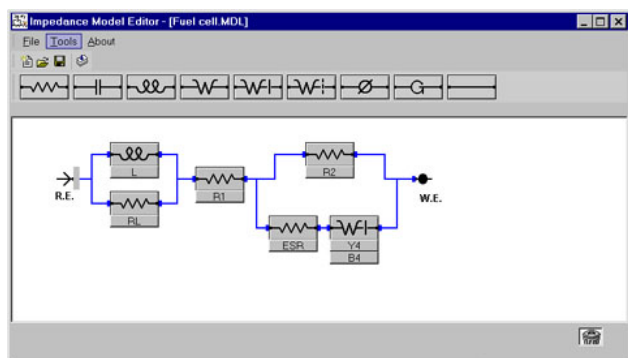 Impedance Model Editor - [Fuel cell.MDL]
File Tools About
W W W Ø G
L
RL
R.E.
R1
R2
W.E.
ESR
W
Y4
B4